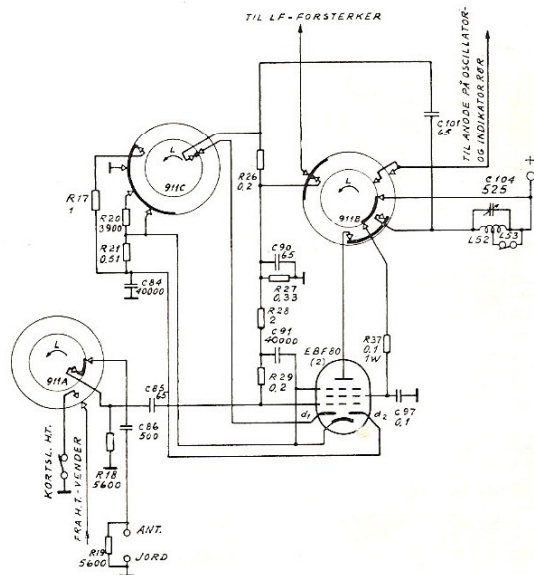 TIL LF-FORSTERKER
TIL ANODE PÅ OSCILLATOR-
OG INDIKATORRØR
C101
65
+
C104
525
L52
L53
L
911C
R17
1
R20
3900
R21
0,51
C84
40000
R26
0,2
L
911B
C90
65
R27
0,33
R28
2
C91
40000
R29
0,2
EBF80
(2)
R37
0,1
1W
C97
0,1
d1
d2
L
911A
C85
65
C86
500
R18
5600
KORTSL. H.T.
FRA H.T.-VENDER
R19
5600
ANT.
JORD